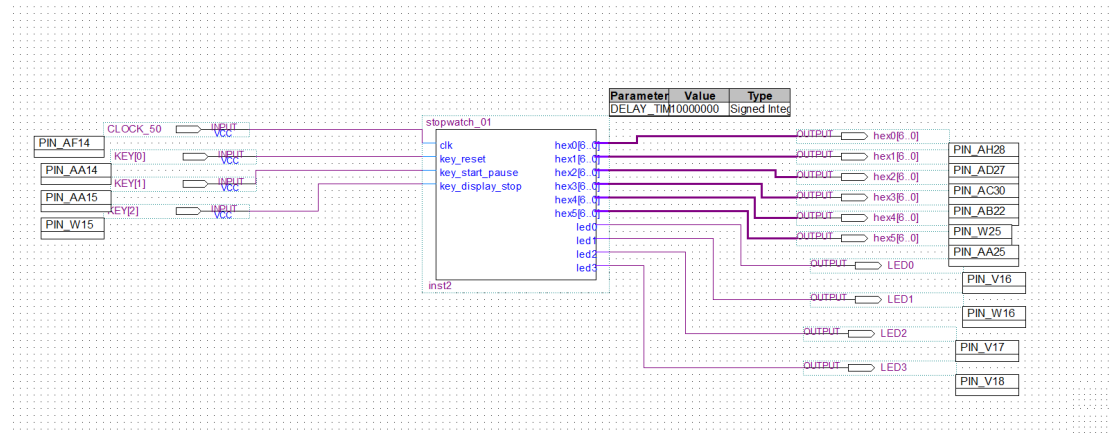 Parameter Value Type
DELAY_TIM 10000000 Signed Integ
stopwatch_01
CLOCK_50 INPUT VCC
PIN_AF14
KEY[0] INPUT VCC
PIN_AA14
KEY[1] INPUT VCC
PIN_AA15
KEY[2] INPUT VCC
PIN_W15
clk
key_reset
key_start_pause
key_display_stop
hex0[6..0]
hex1[6..0]
hex2[6..0]
hex3[6..0]
hex4[6..0]
hex5[6..0]
led0
led1
led2
led3
inst2
OUTPUT hex0[6..0]
PIN_AH28
OUTPUT hex1[6..0]
PIN_AD27
OUTPUT hex2[6..0]
PIN_AC30
OUTPUT hex3[6..0]
PIN_AB22
OUTPUT hex4[6..0]
PIN_W25
OUTPUT hex5[6..0]
PIN_AA25
OUTPUT LED0
PIN_V16
OUTPUT LED1
PIN_W16
OUTPUT LED2
PIN_V17
OUTPUT LED3
PIN_V18